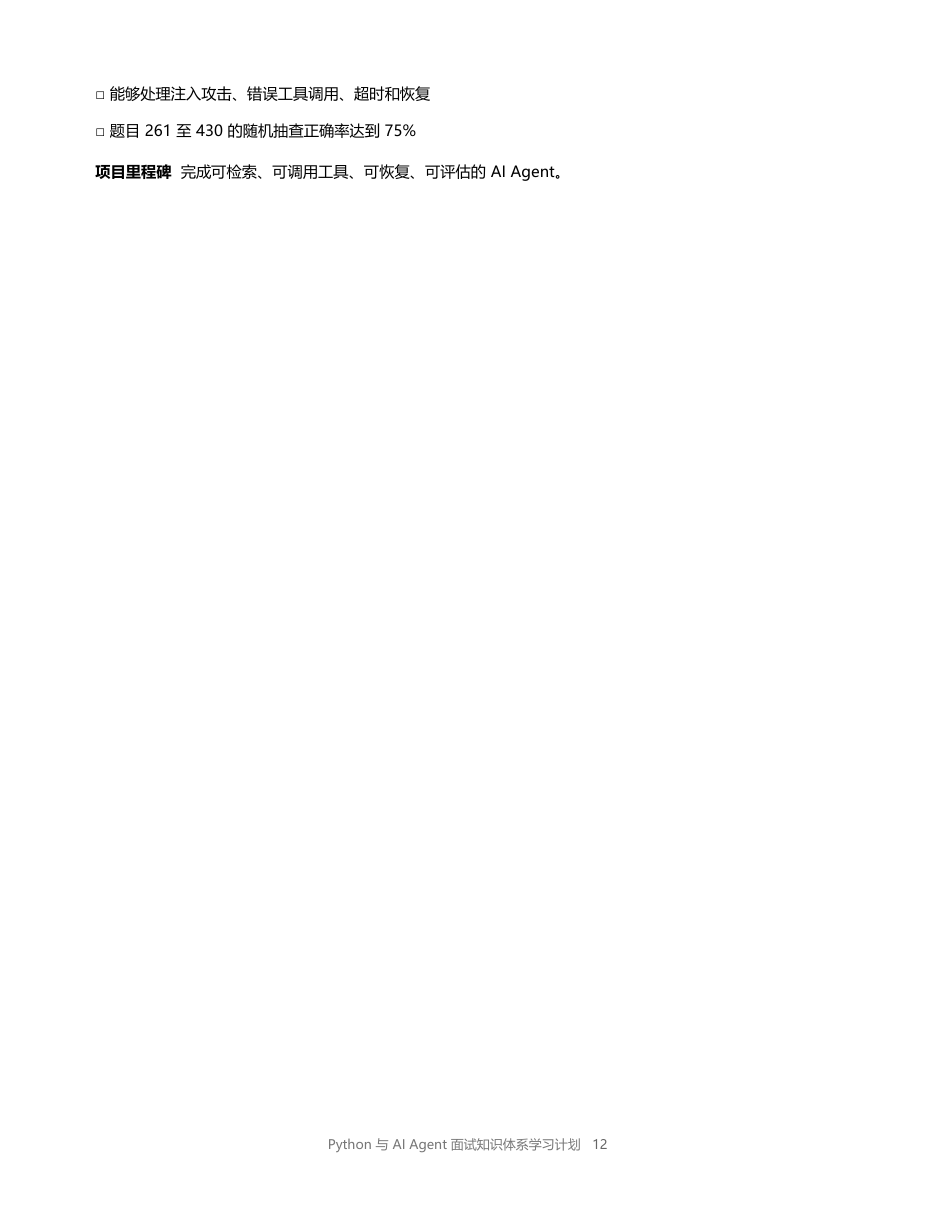 □ 能够处理注入攻击、错误工具调用、超时和恢复
□ 题目 261 至 430 的随机抽查正确率达到 75%
项目里程碑 完成可检索、可调用工具、可恢复、可评估的 AI Agent。
Python 与 AI Agent 面试知识体系学习计划 12